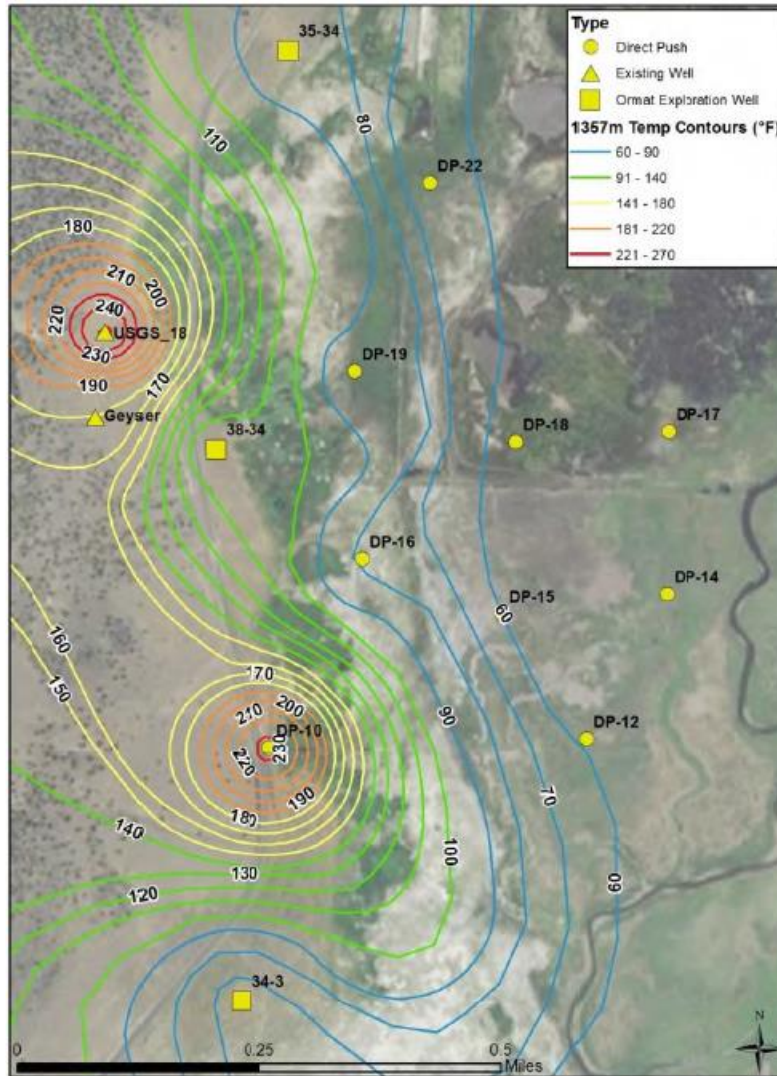 35-34
Type
Direct Push
Existing Well
Ormat Exploration Well
1357m Temp Contours (°F)
60 - 90
91 - 140
141 - 180
181 - 220
221 - 270
110
80
DP-22
180
210
200
220
240
USGS_18
230
190
170
DP-19
Geyser
38-34
DP-18
DP-17
DP-16
DP-15
DP-14
60
160
150
170
210
200
DP-10
230
220
190
180
90
DP-12
70
140
130
120
100
60
34-3
N
0
0.25
0.5
Miles